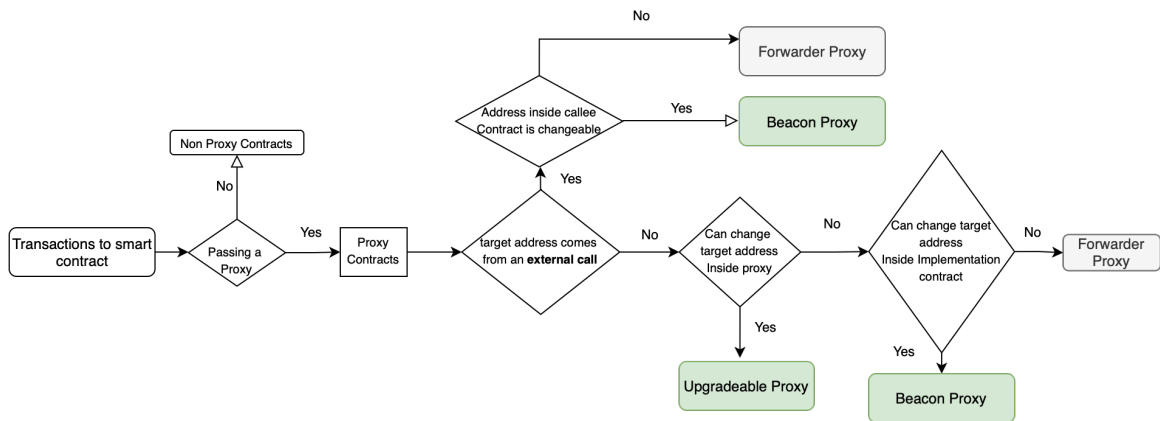 No
Forwarder Proxy
Address inside callee
Contract is changeable
Yes
Beacon Proxy
Non Proxy Contracts
No
Yes
Transactions to smart
contract
Passing a
Proxy
Yes
Proxy
Contracts
target address comes
from an external call
No
Can change
target address
Inside proxy
No
Can change target
address
Inside Implementation
contract
No
Forwarder
Proxy
Yes
Upgradeable Proxy
Yes
Beacon Proxy